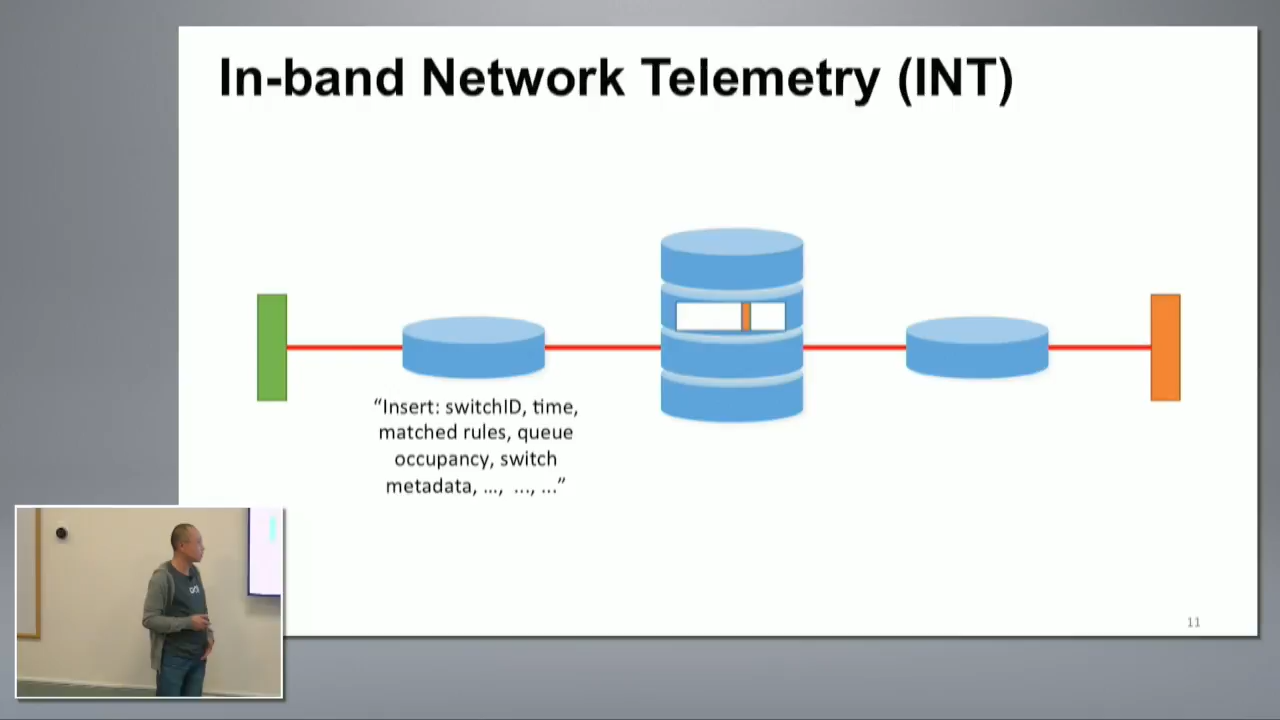 In-band Network Telemetry (INT)
“Insert: switchID, time,
matched rules, queue
occupancy, switch
metadata, ..., ..., ...”
11